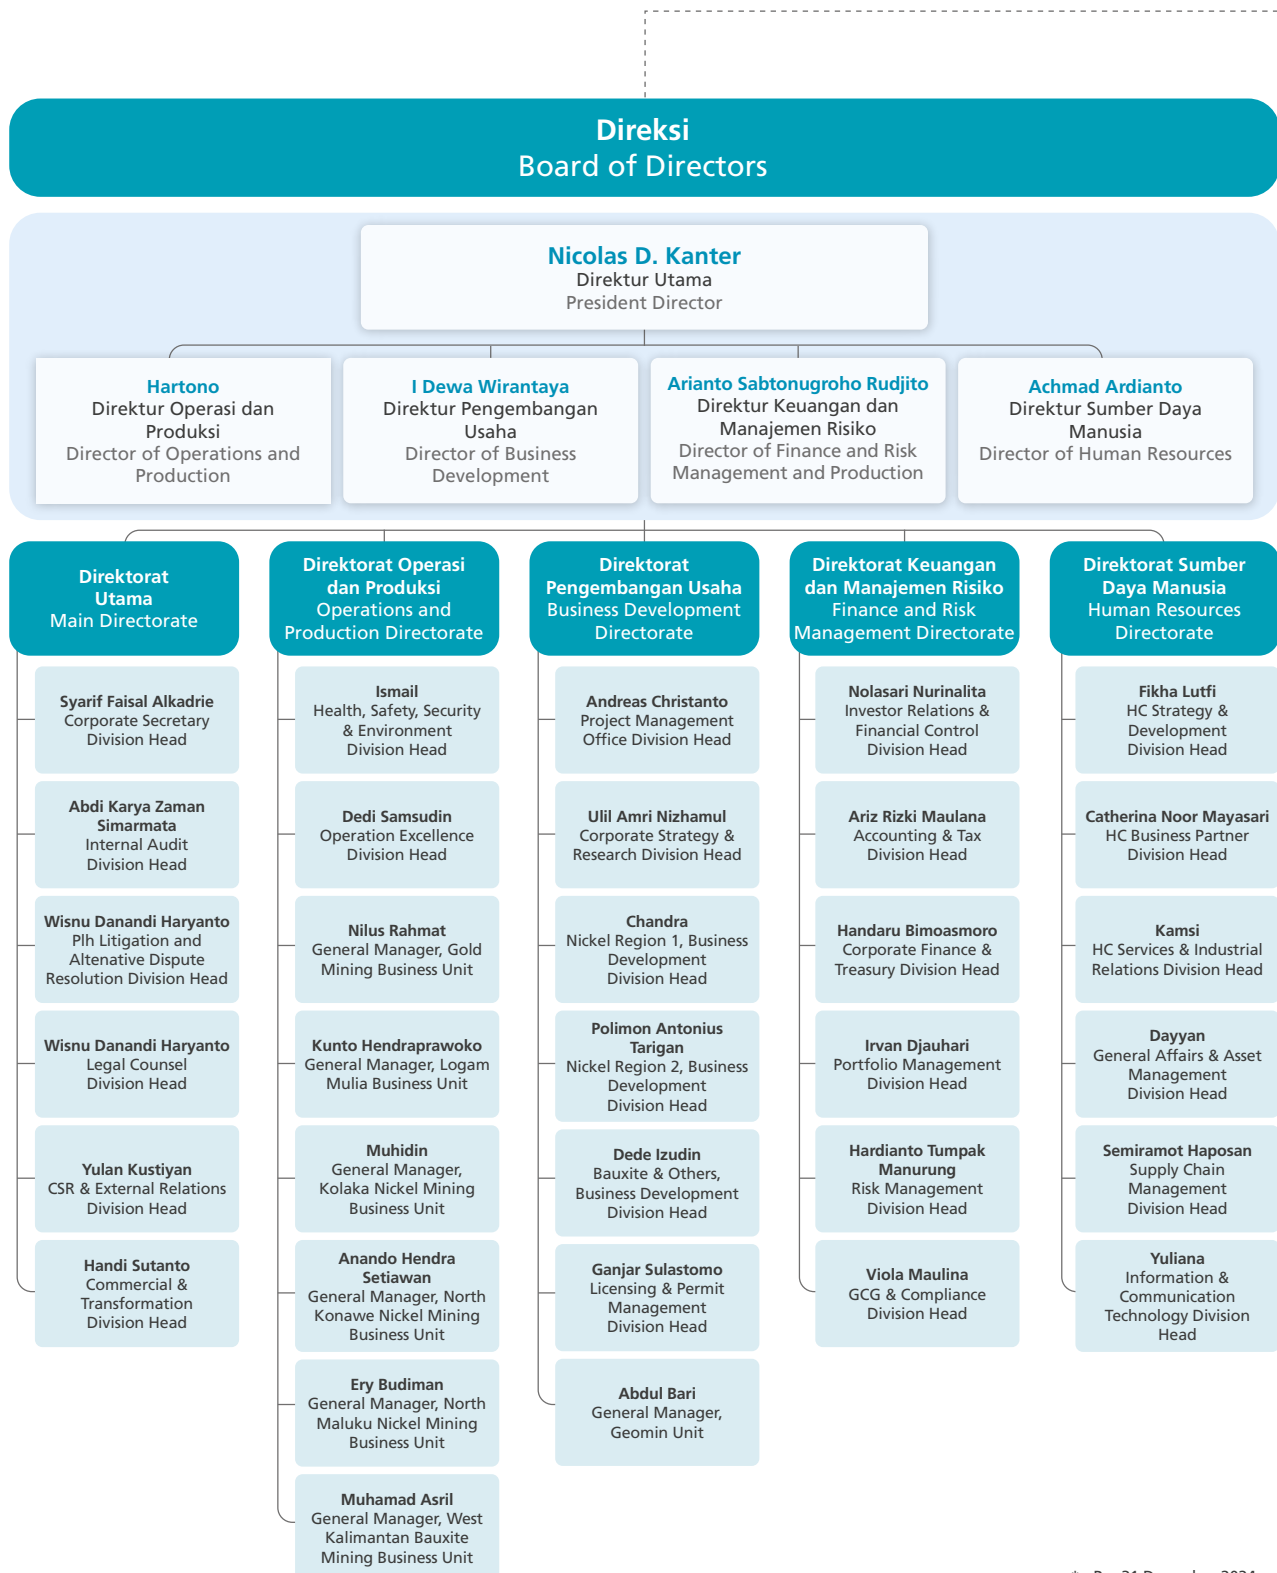 Direksi
Board of Directors
Nicolas D. Kanter
Direktur Utama
President Director
Hartono
Direktur Operasi dan
Produksi
Director of Operations and
Production
I Dewa Wirantaya
Direktur Pengembangan
Usaha
Director of Business
Development
Arianto Sabtonugroho Rudjito
Direktur Keuangan dan
Manajemen Risiko
Director of Finance and Risk
Management and Production
Achmad Ardianto
Direktur Sumber Daya
Manusia
Director of Human Resources
Direktorat
Utama
Main Directorate
Syarif Faisal Alkadrie
Corporate Secretary
Division Head
Abdi Karya Zaman
Simarmata
Internal Audit
Division Head
Wisnu Danandi Haryanto
Plh Litigation and
Altenative Dispute
Resolution Division Head
Wisnu Danandi Haryanto
Legal Counsel
Division Head
Yulan Kustiyan
CSR & External Relations
Division Head
Handi Sutanto
Commercial &
Transformation
Division Head
Direktorat Operasi
dan Produksi
Operations and
Production Directorate
Ismail
Health, Safety, Security
& Environment
Division Head
Dedi Samsudin
Operation Excellence
Division Head
Nilus Rahmat
General Manager, Gold
Mining Business Unit
Kunto Hendraprawoko
General Manager, Logam
Mulia Business Unit
Muhidin
General Manager,
Kolaka Nickel Mining
Business Unit
Anando Hendra
Setiawan
General Manager, North
Konawe Nickel Mining
Business Unit
Ery Budiman
General Manager, North
Maluku Nickel Mining
Business Unit
Muhamad Asril
General Manager, West
Kalimantan Bauxite
Mining Business Unit
Direktorat
Pengembangan Usaha
Business Development
Directorate
Andreas Christanto
Project Management
Office Division Head
Ulil Amri Nizhamul
Corporate Strategy &
Research Division Head
Chandra
Nickel Region 1, Business
Development
Division Head
Polimon Antonius
Tarigan
Nickel Region 2, Business
Development
Division Head
Dede Izudin
Bauxite & Others,
Business Development
Division Head
Ganjar Sulastomo
Licensing & Permit
Management
Division Head
Abdul Bari
General Manager,
Geomin Unit
Direktorat Keuangan
dan Manajemen Risiko
Finance and Risk
Management Directorate
Nolasari Nurinalita
Investor Relations &
Financial Control
Division Head
Ariz Rizki Maulana
Accounting & Tax
Division Head
Handaru Bimoasmoro
Corporate Finance &
Treasury Division Head
Irvan Djauhari
Portfolio Management
Division Head
Hardianto Tumpak
Manurung
Risk Management
Division Head
Viola Maulina
GCG & Compliance
Division Head
Direktorat Sumber
Daya Manusia
Human Resources
Directorate
Fikha Lutfi
HC Strategy &
Development
Division Head
Catherina Noor Mayasari
HC Business Partner
Division Head
Kamsi
HC Services & Industrial
Relations Division Head
Dayyan
General Affairs & Asset
Management
Division Head
Semiramot Haposan
Supply Chain
Management
Division Head
Yuliana
Information &
Communication
Technology Division
Head